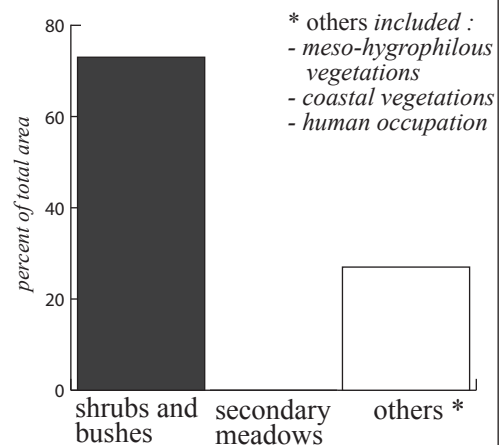 80
60
40
20
0
percent of total area
* others included :
- meso-hygrophilous
vegetations
- coastal vegetations
- human occupation
shrubs and
bushes
secondary
meadows
others *